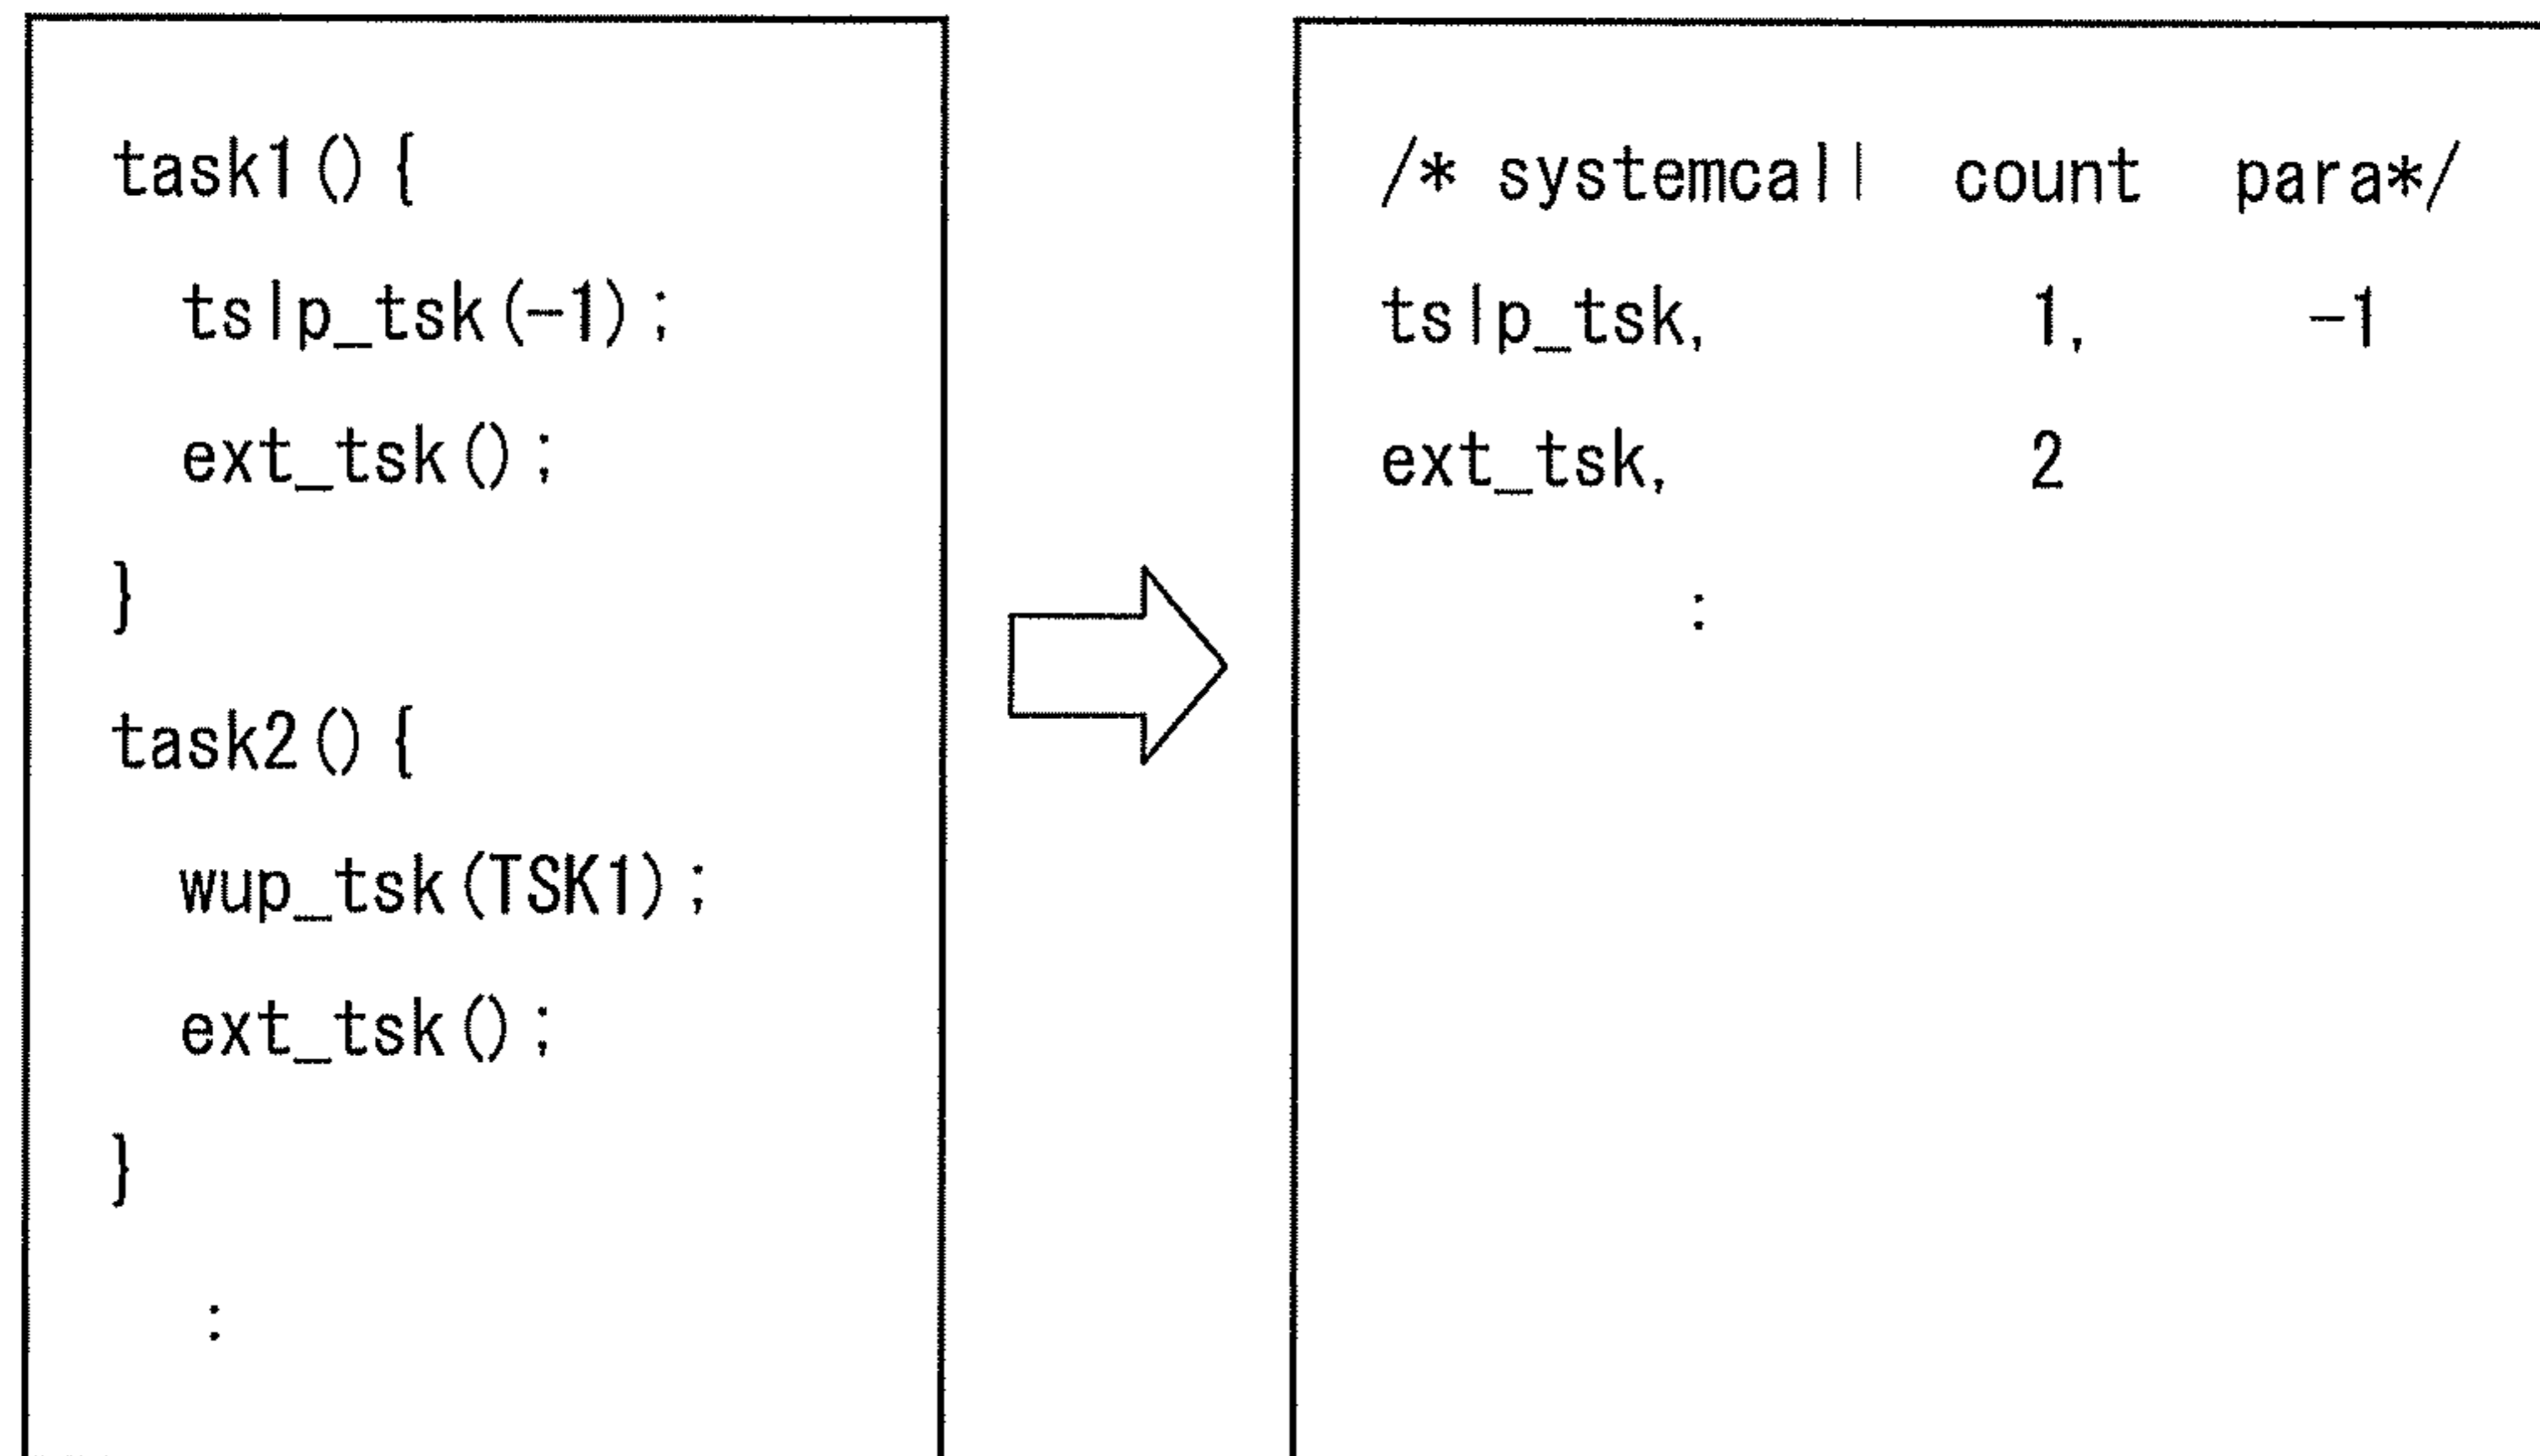 task1(){
tslp_tsk(-1);
ext_tsk();
}
task2(){
wup_tsk(TSK1);
ext_tsk();
}
:
/* systemcall count para*/
tslp_tsk, 1, -1
ext_tsk, 2
: